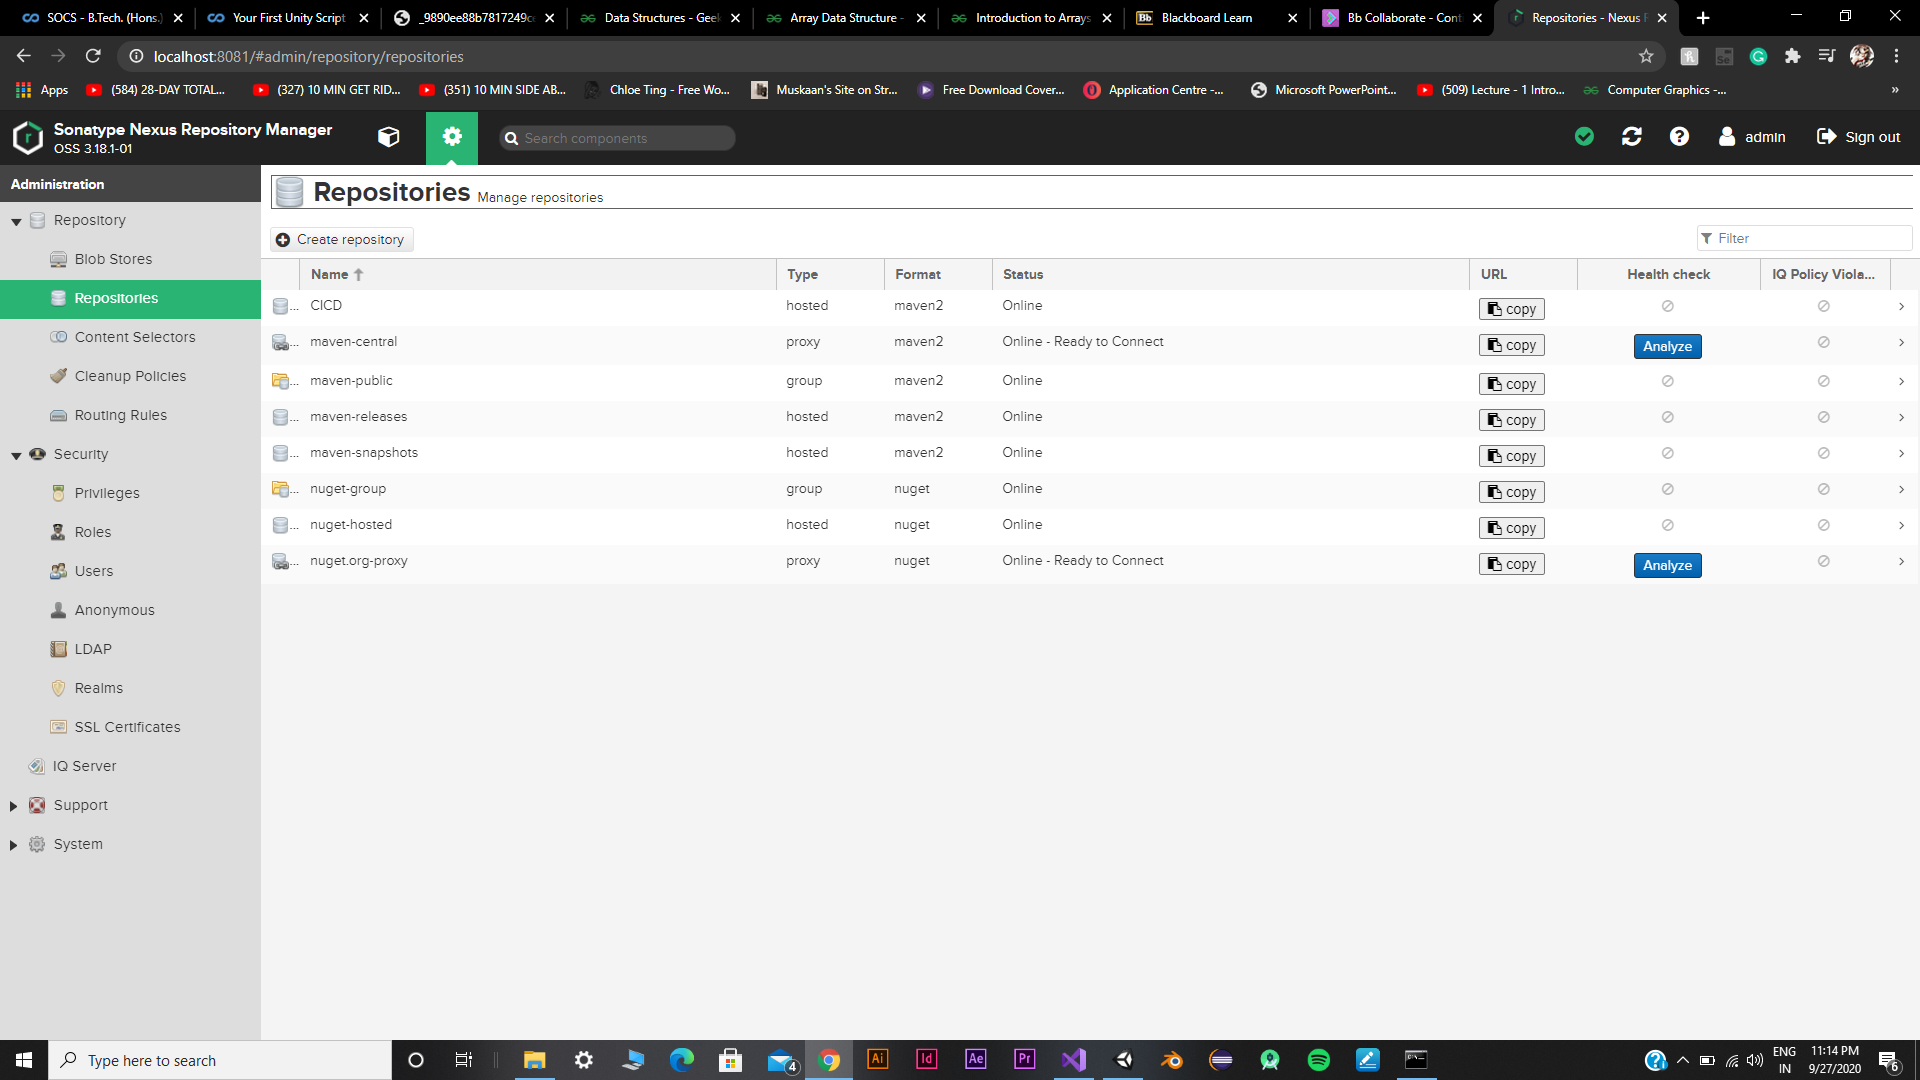 SOCS - B.Tech. (Hons.
Your First Unity Script
_9890ee88b7817249c
Data Structures - Geek
Array Data Structure -
Introduction to Arrays
Blackboard Learn
Bb Collaborate - Cont
Repositories - Nexus R
localhost:8081/#admin/repository/repositories
Apps
(584) 28-DAY TOTAL...
(327) 10 MIN GET RID...
(351) 10 MIN SIDE AB...
Chloe Ting - Free Wo...
Muskaan's Site on Str...
Free Download Cover...
Application Centre -...
Microsoft PowerPoint...
(509) Lecture - 1 Intro...
Computer Graphics -...
»
Sonatype Nexus Repository Manager
OSS 3.18.1-01
Search components
admin
Sign out
Administration
Repository
Blob Stores
Repositories
Content Selectors
Cleanup Policies
Routing Rules
Security
Privileges
Roles
Users
Anonymous
LDAP
Realms
SSL Certificates
IQ Server
Support
System
Repositories Manage repositories
Create repository
Filter
Name Type Format Status URL Health check IQ Policy Viola...
... CICD hosted maven2 Online copy
... maven-central proxy maven2 Online - Ready to Connect copy Analyze
... maven-public group maven2 Online copy
... maven-releases hosted maven2 Online copy
... maven-snapshots hosted maven2 Online copy
... nuget-group group nuget Online copy
... nuget-hosted hosted nuget Online copy
... nuget.org-proxy proxy nuget Online - Ready to Connect copy Analyze
Type here to search
4
Ai
Id
Ae
Pr
ENG
IN
11:14 PM
9/27/2020
6